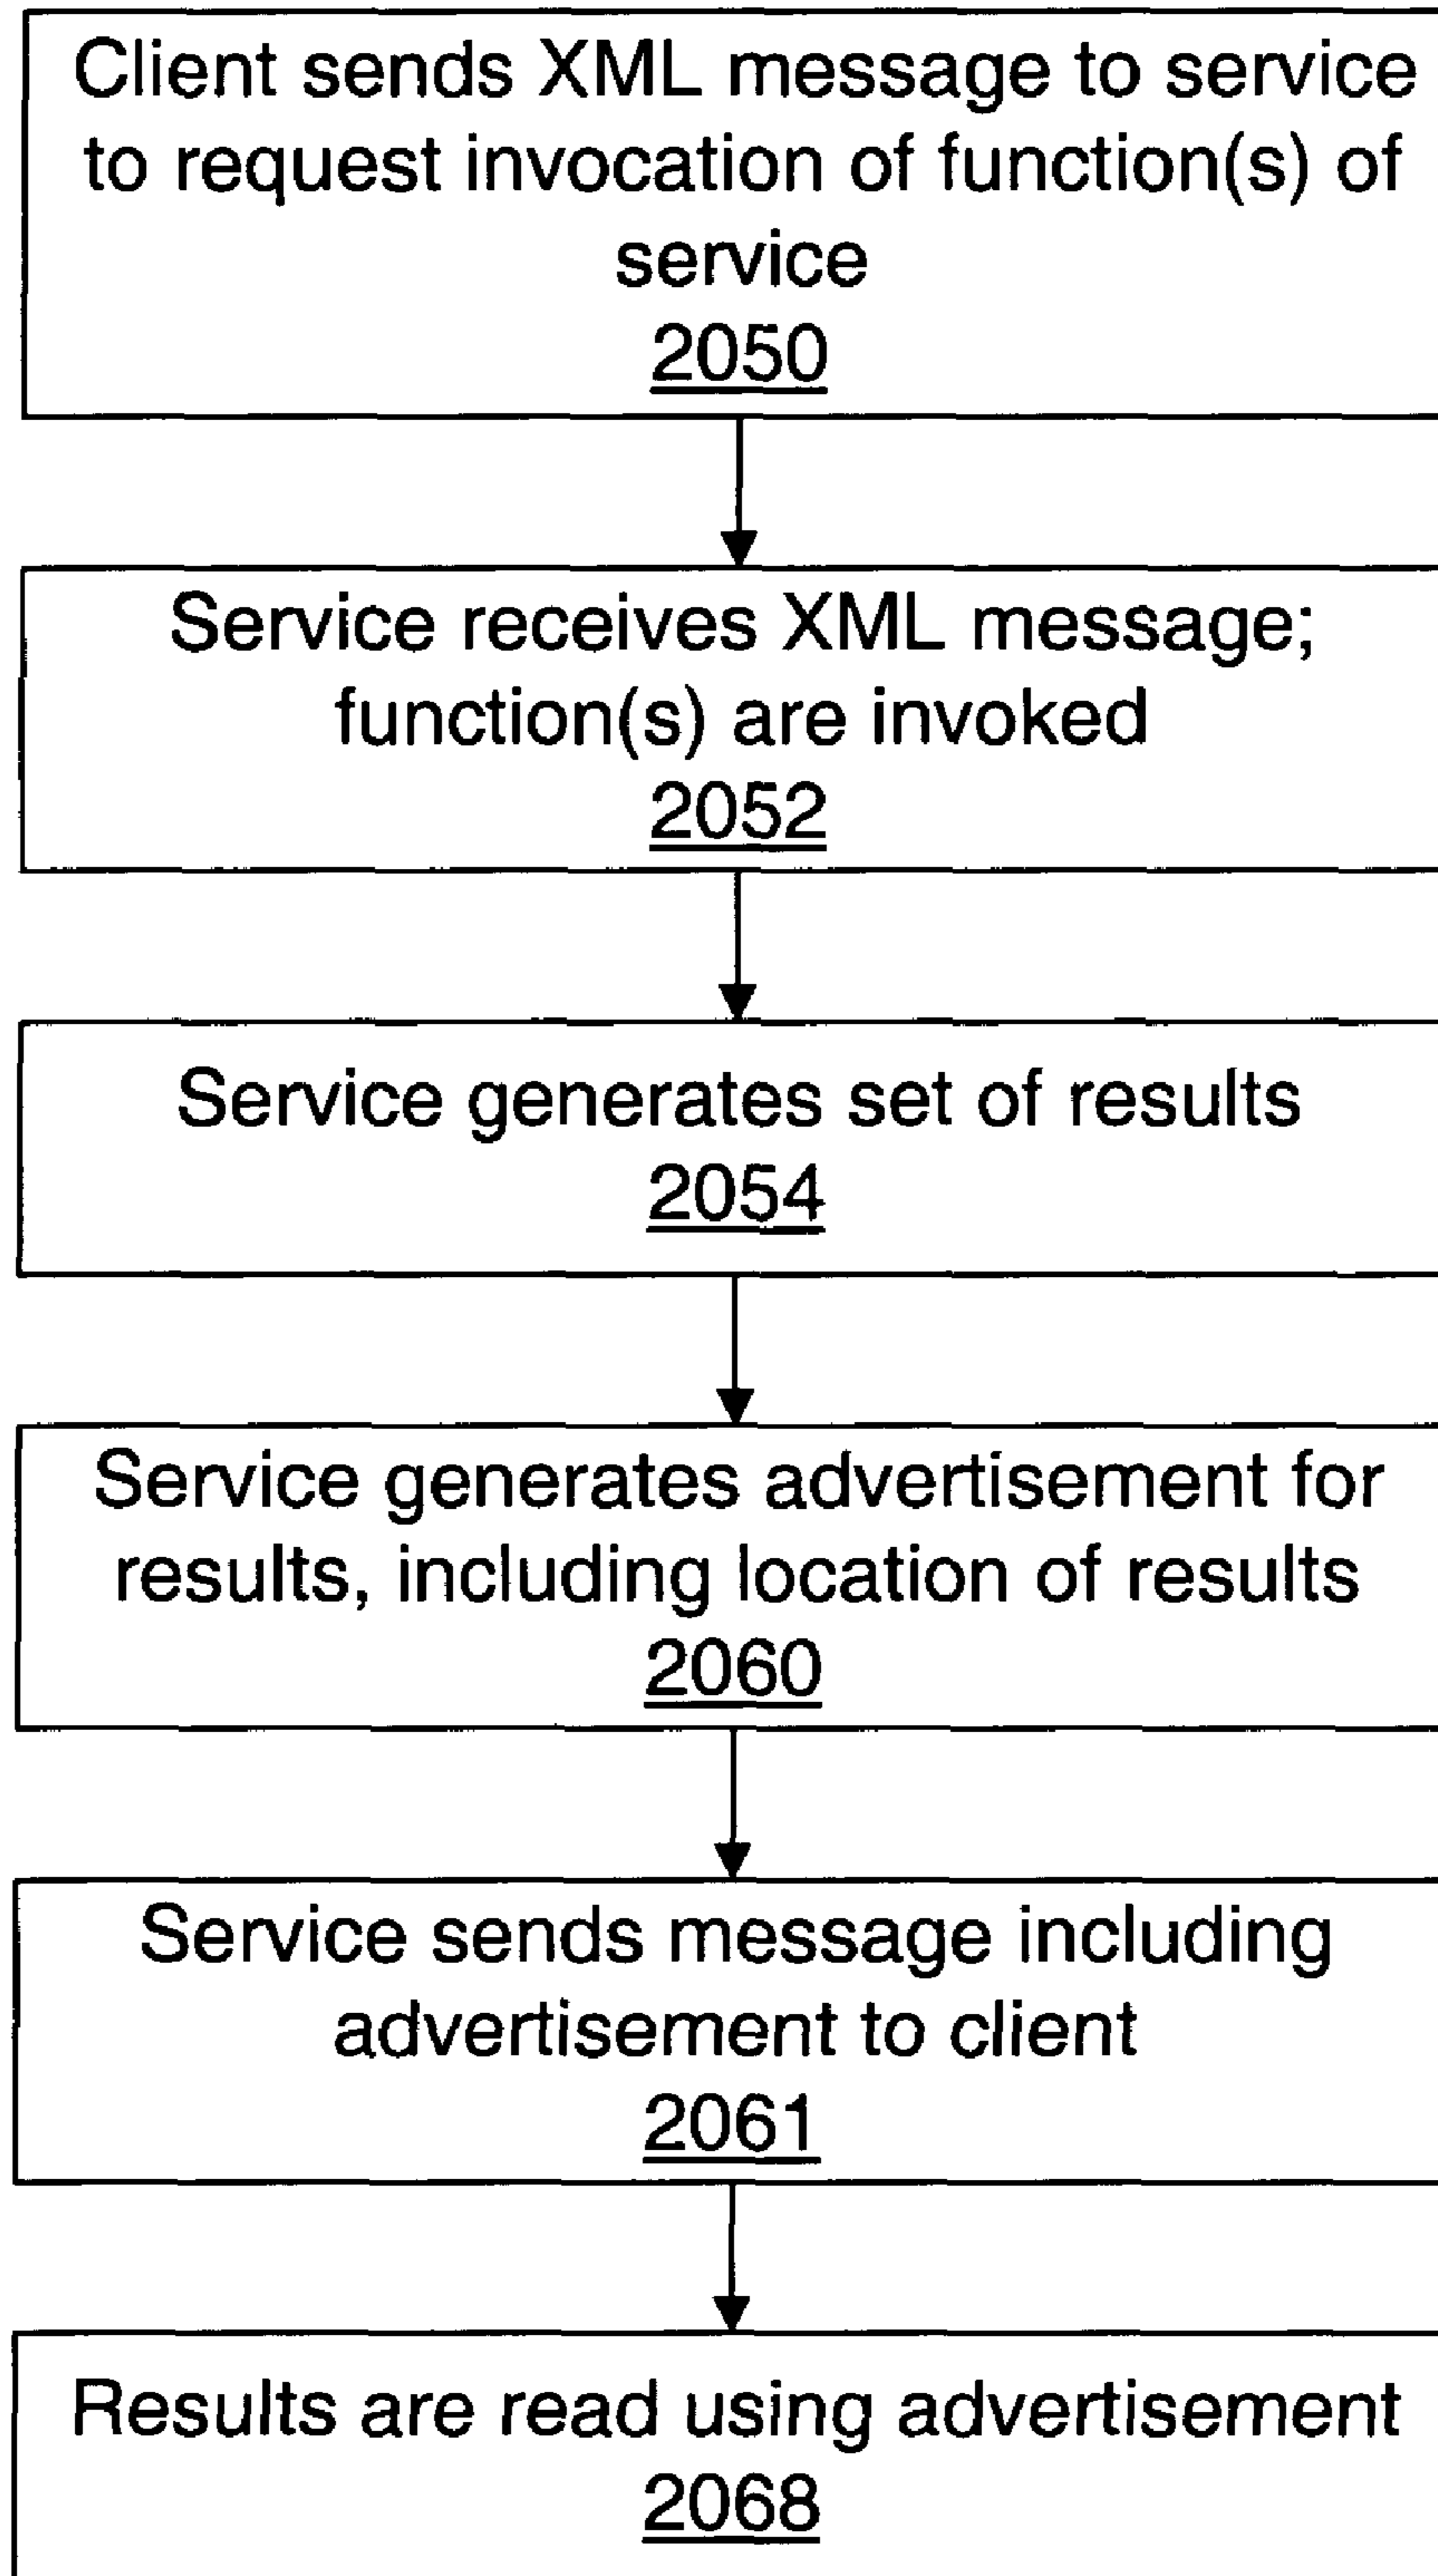 Client sends XML message to service
to request invocation of function(s) of
service
2050
Service receives XML message;
function(s) are invoked
2052
Service generates set of results
2054
Service generates advertisement for
results, including location of results
2060
Service sends message including
advertisement to client
2061
Results are read using advertisement
2068